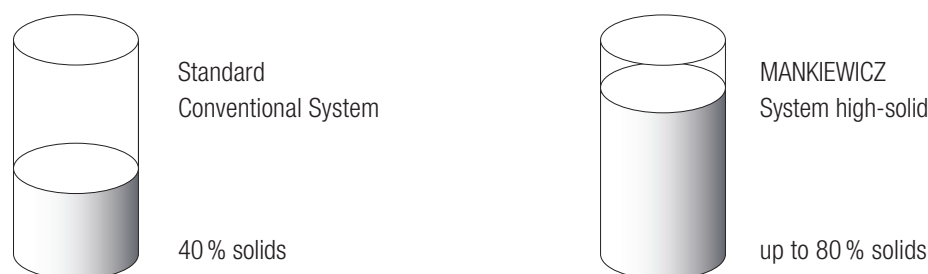 Standard
Conventional System
40 % solids
MANKIEWICZ
System high-solid
up to 80 % solids